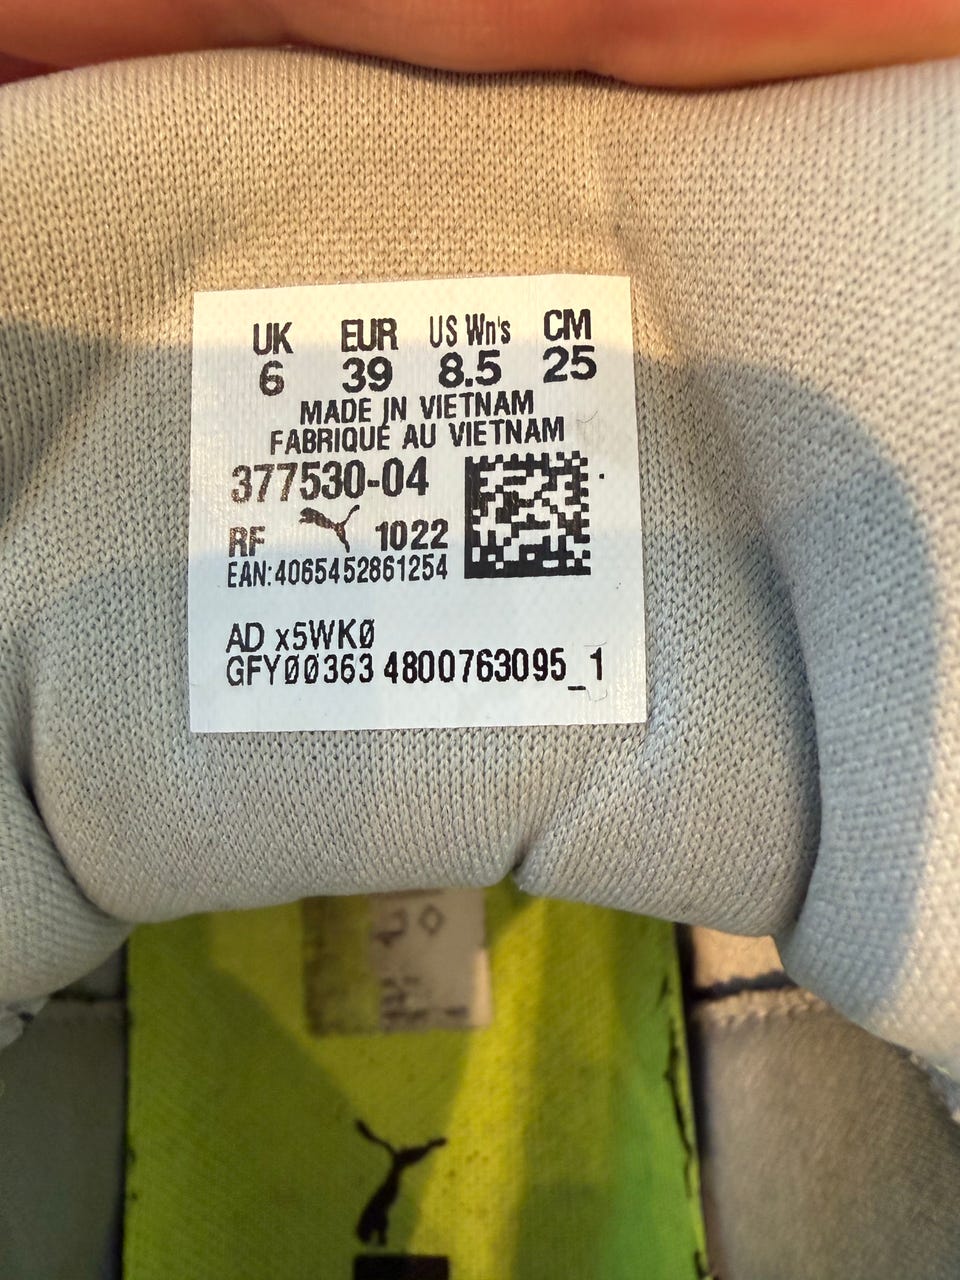 UK EUR US Wn's CM
6 39 8.5 25
MADE IN VIETNAM
FABRIQUÉ AU VIETNAM
377530-04
RF 1022
EAN:4065452861254
AD x5WK0
GFY00363 4800763095_1